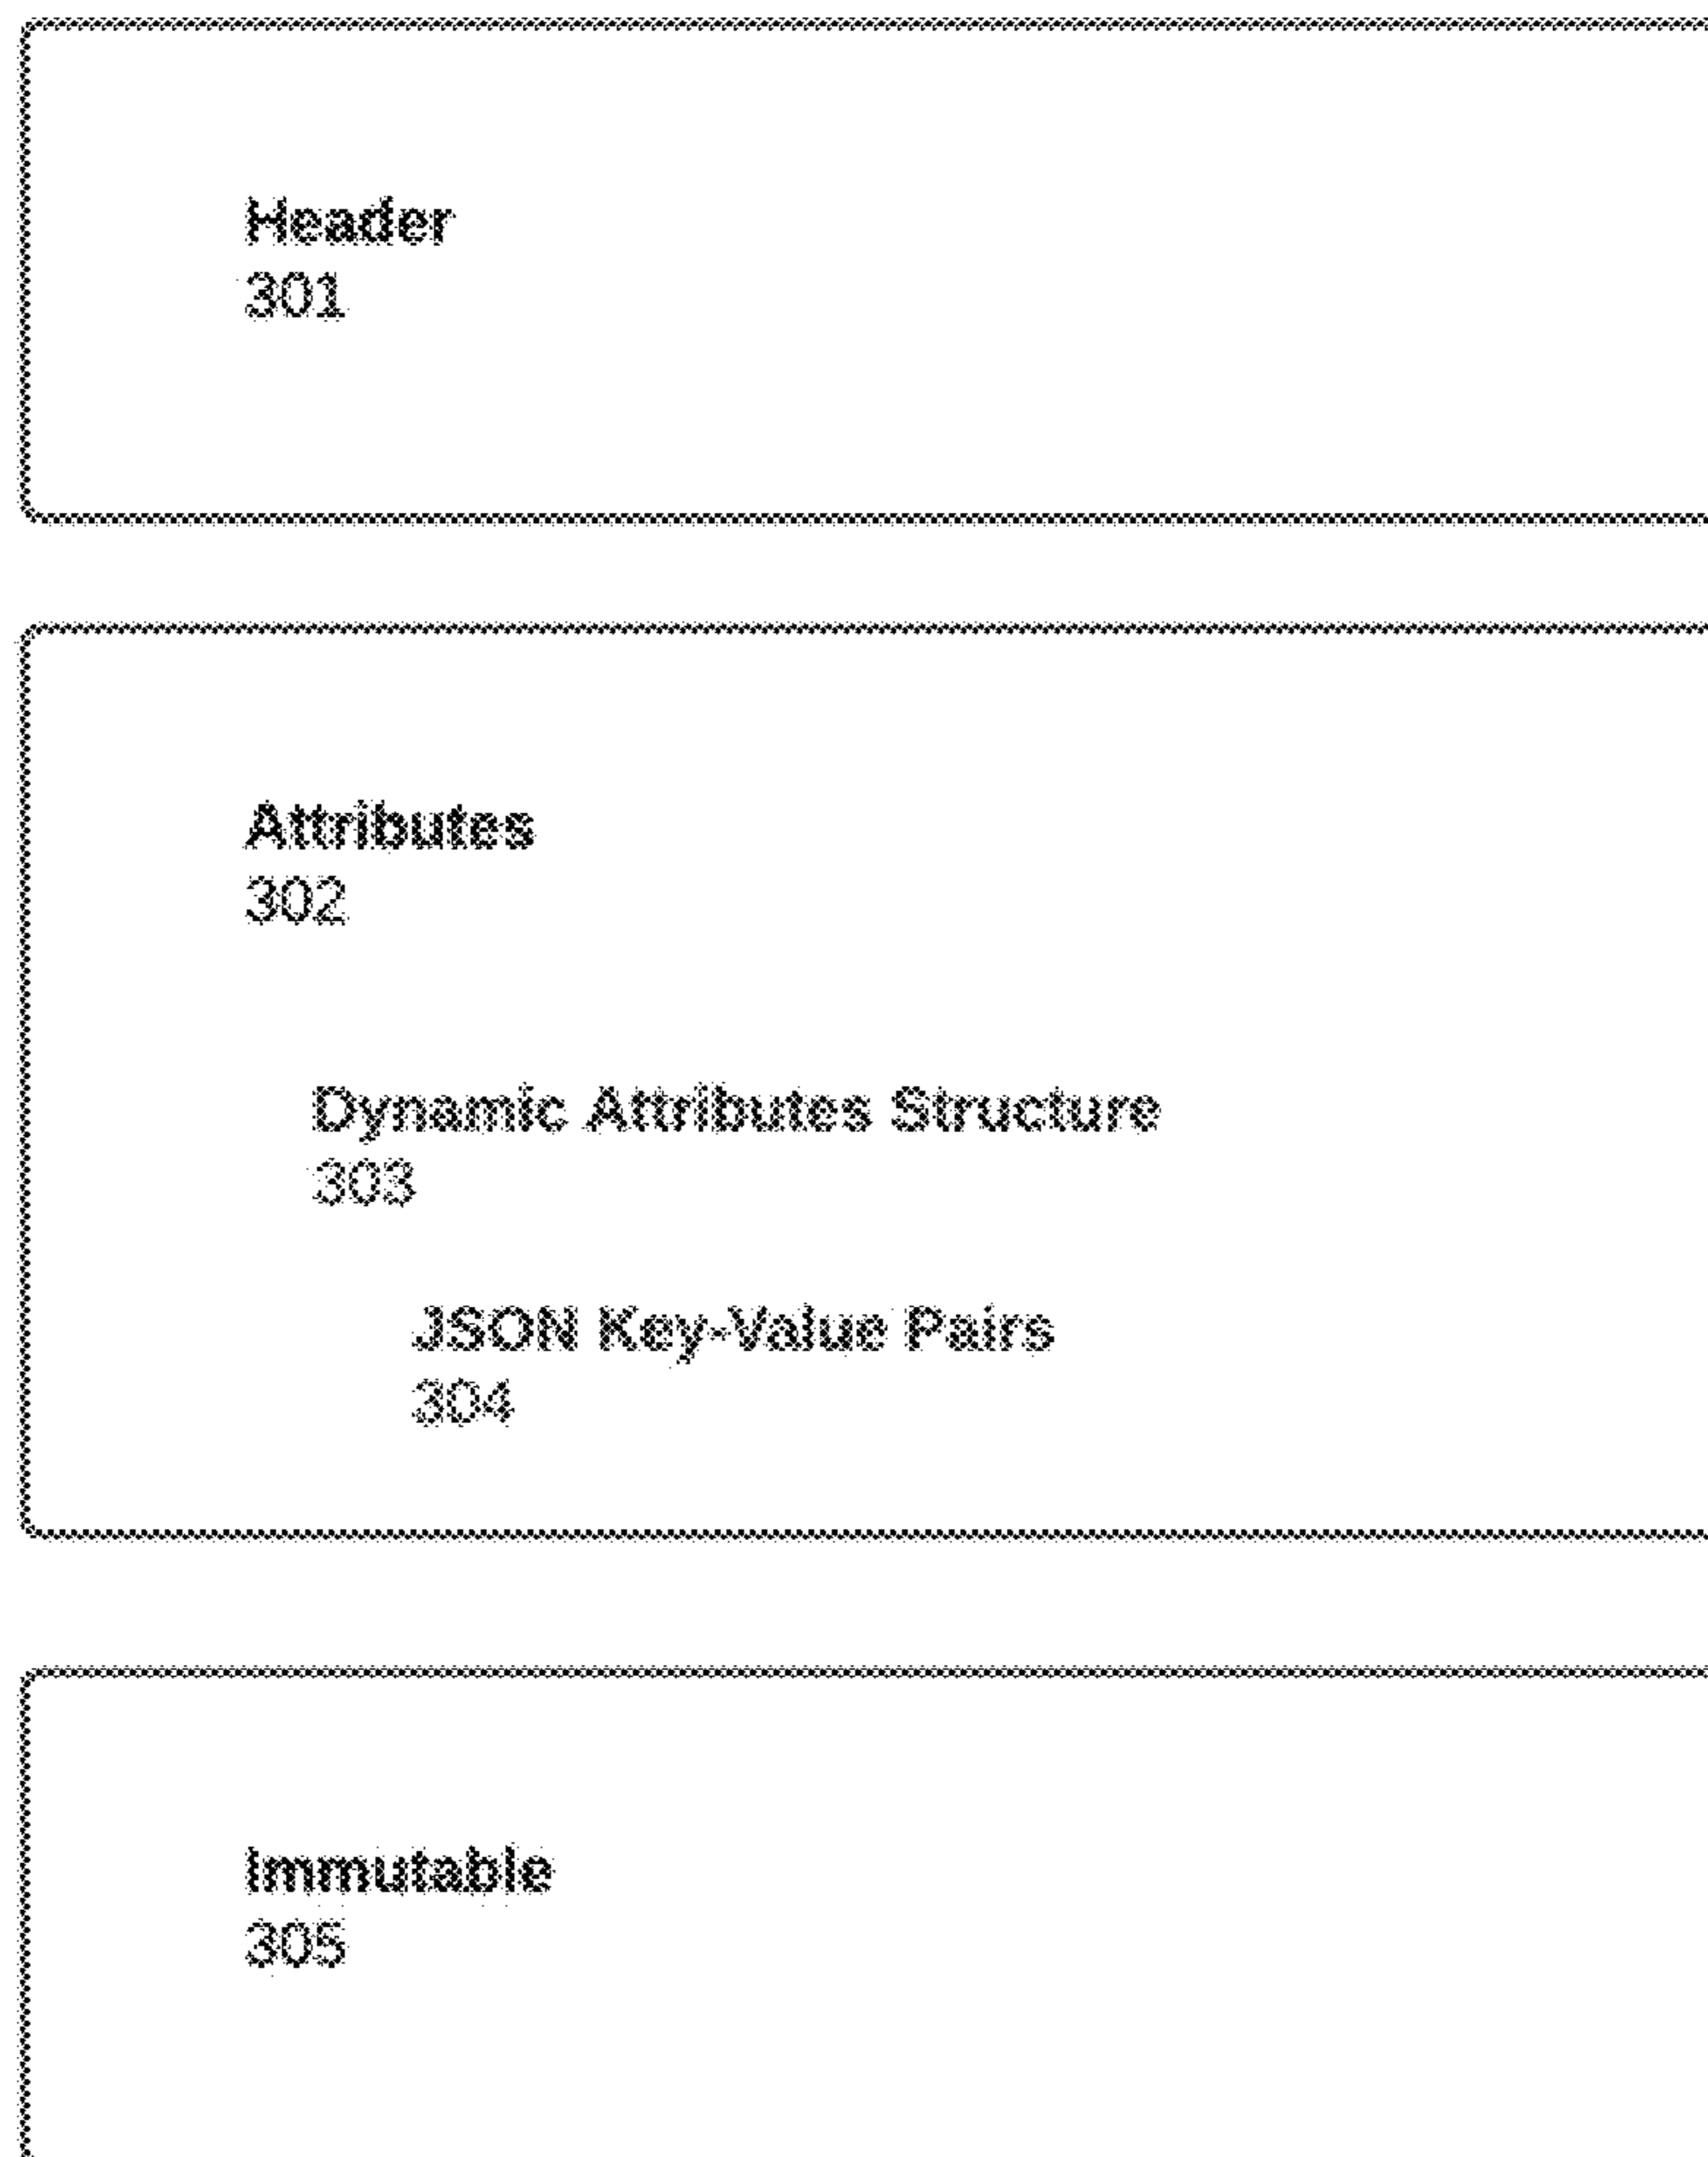 Header
301
Attributes
302
Dynamic Attributes Structure
303
JSON Key-Value Pairs
304
Immutable
305